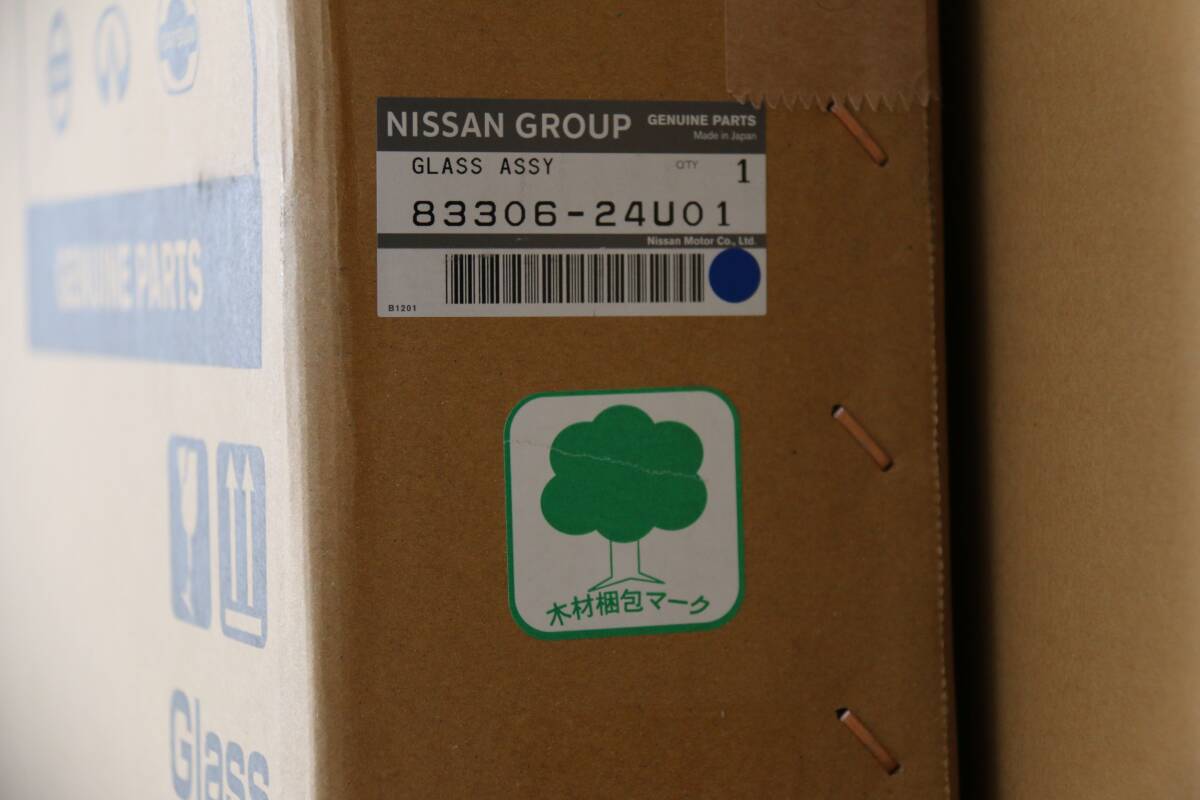 NISSAN GROUP
GENUINE PARTS
Made in Japan
GLASS ASSY
QTY
1
83306-24U01
Nissan Motor Co., Ltd.
B1201
木材梱包マーク
GENUINE PARTS
Glass